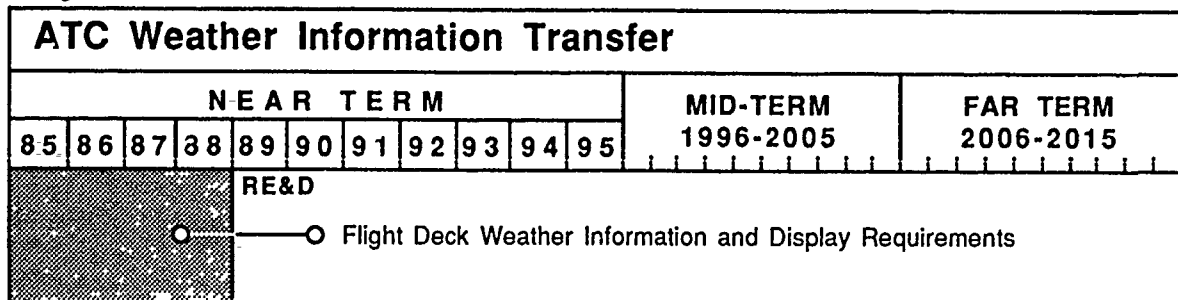 ATC Weather Information Transfer
NEAR TERM
MID-TERM
FAR TERM
85 86 87 88 89 90 91 92 93 94 95
1996-2005
2006-2015
RE&D
Flight Deck Weather Information and Display Requirements